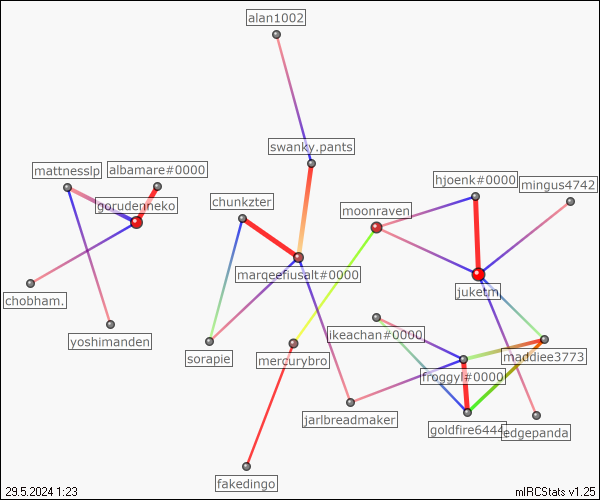 alan1002
swanky.pants
mattnesslp
albamare#0000
hjoenk#0000
mingus4742
chunkzter
gorudenneko
moonraven
marqeefiusalt#0000
juketm
chobham.
yoshimanden
sorapie
mercurybro
ikeachan#0000
maddiee3773
froggyl#0000
jarlbreadmaker
goldfire6444
edgepanda
fakedingo
29.5.2024 1:23
mIRCStats v1.25